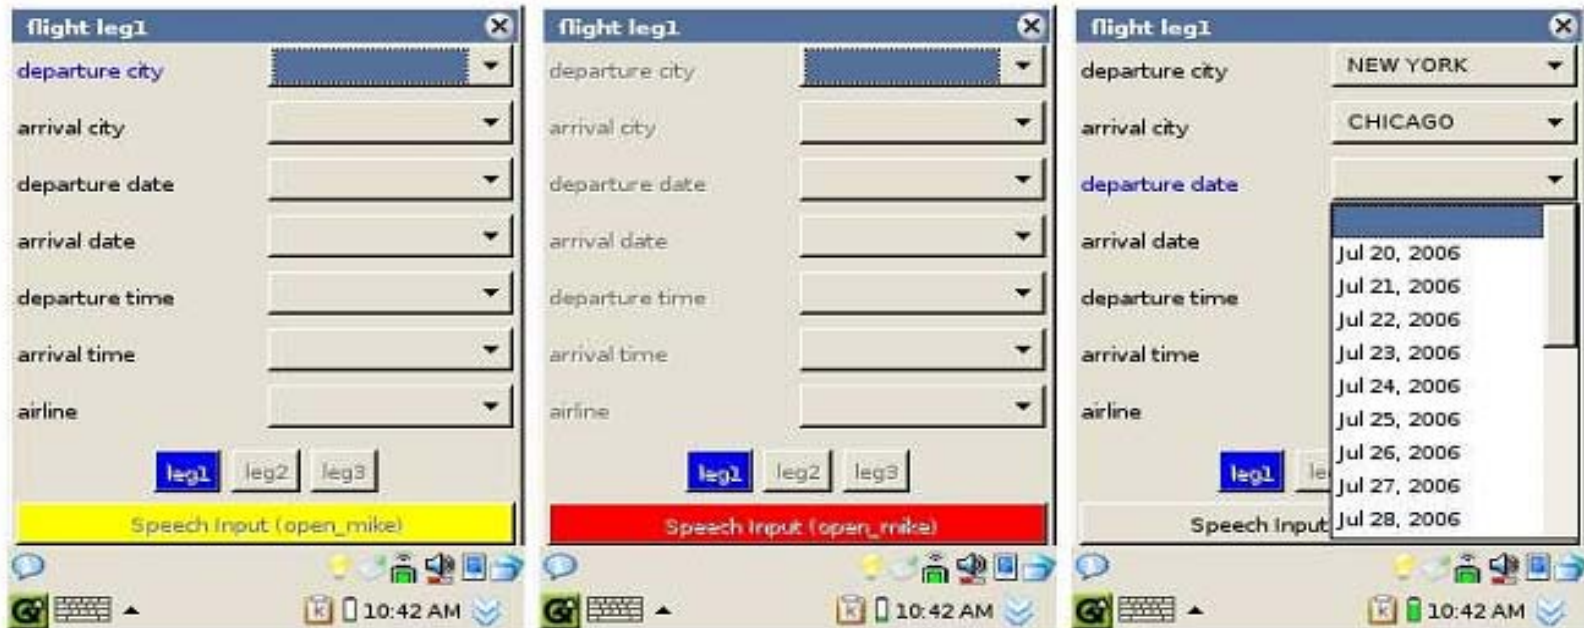 flight leg1
departure city
arrival city
departure date
arrival date
departure time
arrival time
airline
leg1 leg2 leg3
Speech Input (open_mike)
10:42 AM
flight leg1
departure city
arrival city
departure date
arrival date
departure time
arrival time
airline
leg1 leg2 leg3
Speech Input (open_mike)
10:42 AM
flight leg1
departure city NEW YORK
arrival city CHICAGO
departure date
arrival date
Jul 20, 2006
Jul 21, 2006
departure time
Jul 22, 2006
Jul 23, 2006
arrival time
Jul 24, 2006
airline
Jul 25, 2006
Jul 26, 2006
leg1 le
Jul 27, 2006
Speech Input
Jul 28, 2006
10:42 AM